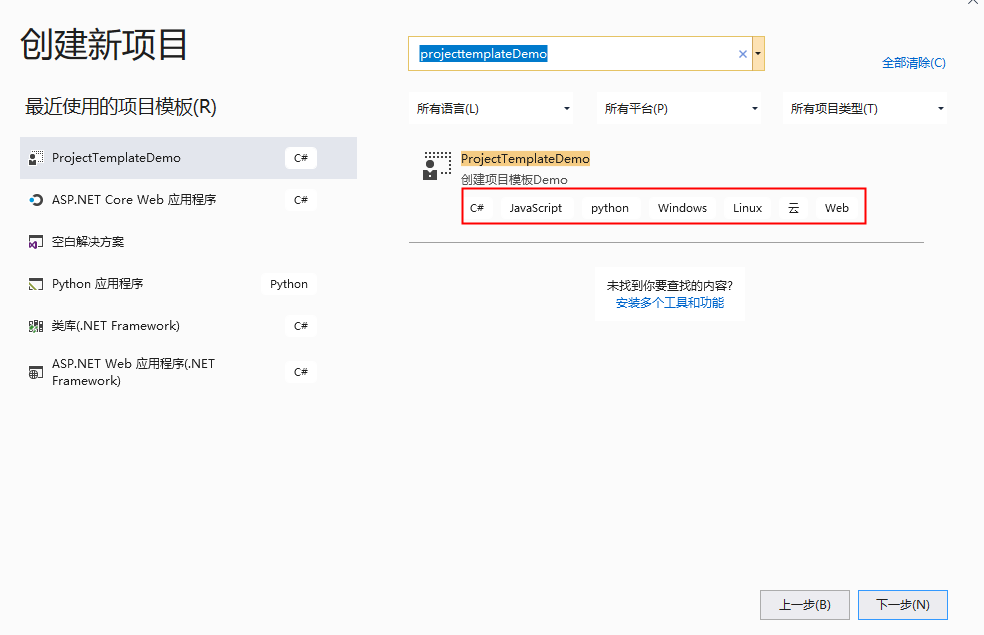 创建新项目
最近使用的项目模板(R)
ProjectTemplateDemo C#
ASP.NET Core Web 应用程序 C#
空白解决方案
Python 应用程序 Python
类库(.NET Framework) C#
ASP.NET Web 应用程序(.NET
Framework) C#
projecttemplateDemo
全部清除(C)
所有语言(L) 所有平台(P) 所有项目类型(T)
ProjectTemplateDemo
创建项目模板Demo
C# JavaScript python Windows Linux 云 Web
未找到你要查找的内容?
安装多个工具和功能
上一步(B) 下一步(N)